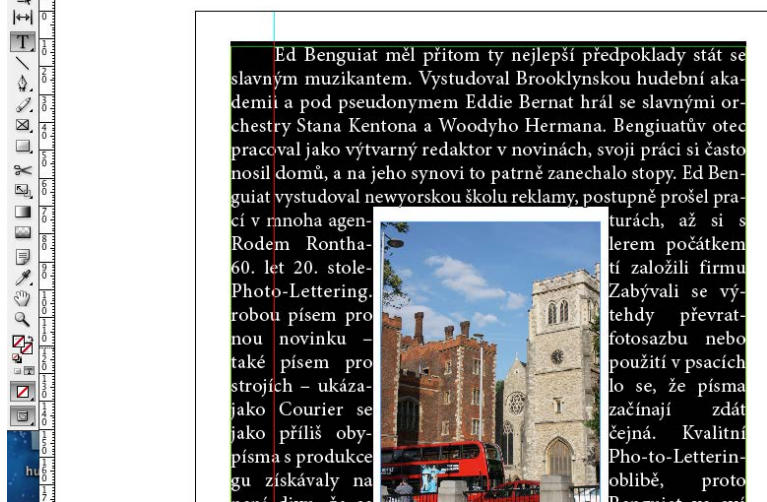 Ed Benguiat měl přitom ty nejlepší předpoklady stát se
slavným muzikantem. Vystudoval Brooklynskou hudební aka-
demii a pod pseudonymem Eddie Bernat hrál se slavnými or-
chestry Stana Kentona a Woodyho Hermana. Bengiuatův otec
pracoval jako výtvarný redaktor v novinách, svoji práci si často
nosil domů, a na jeho synovi to patrně zanechalo stopy. Ed Ben-
guiat vystudoval newyorskou školu reklamy, postupně prošel pra-
cí v mnoha agen- turách, až si s
Rodem Rontha- lerem počátkem
60. let 20. stole- tí založili firmu
Photo-Lettering. Zabývali se vý-
robou písem pro tehdy převrat-
nou novinku – fotosazbu nebo
také písem pro použití v psacích
strojích – ukáza- lo se, že písma
jako Courier se začínají zdát
jako příliš oby- čejná. Kvalitní
písma s produkce Pho-to-Letterin-
gu získávaly na oblibě, proto